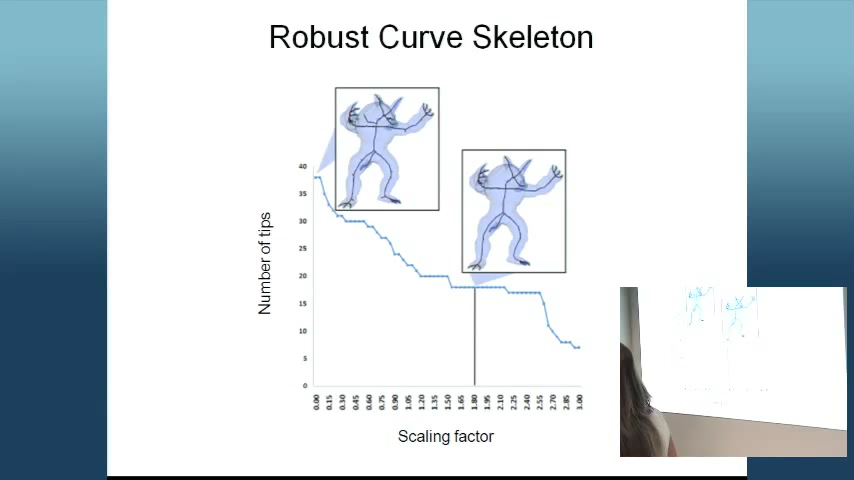 Robust Curve Skeleton
Number of tips
40
35
30
25
20
15
10
5
0
0.00 0.15 0.30 0.45 0.60 0.75 0.90 1.05 1.20 1.35 1.50 1.65 1.80 1.95 2.10 2.25 2.40 2.55 2.70 2.85 3.00
Scaling factor